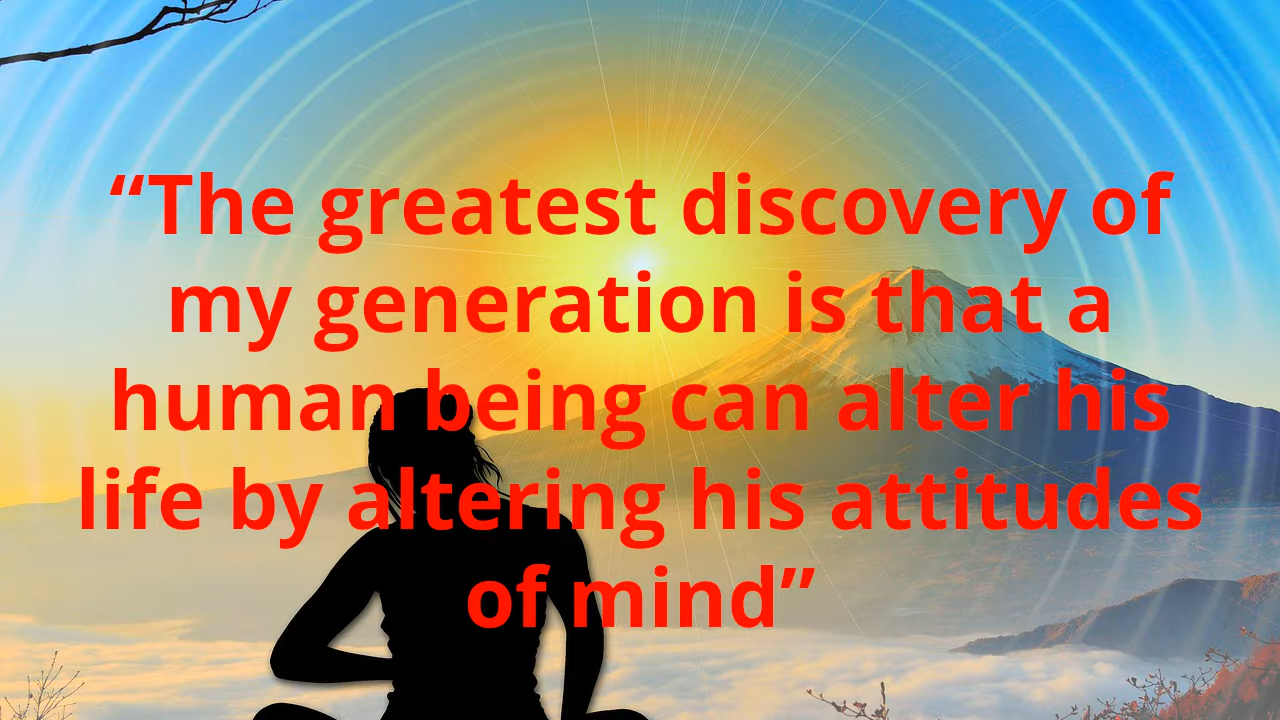 “The greatest discovery of
my generation is that a
human being can alter his
life by altering his attitudes
of mind”